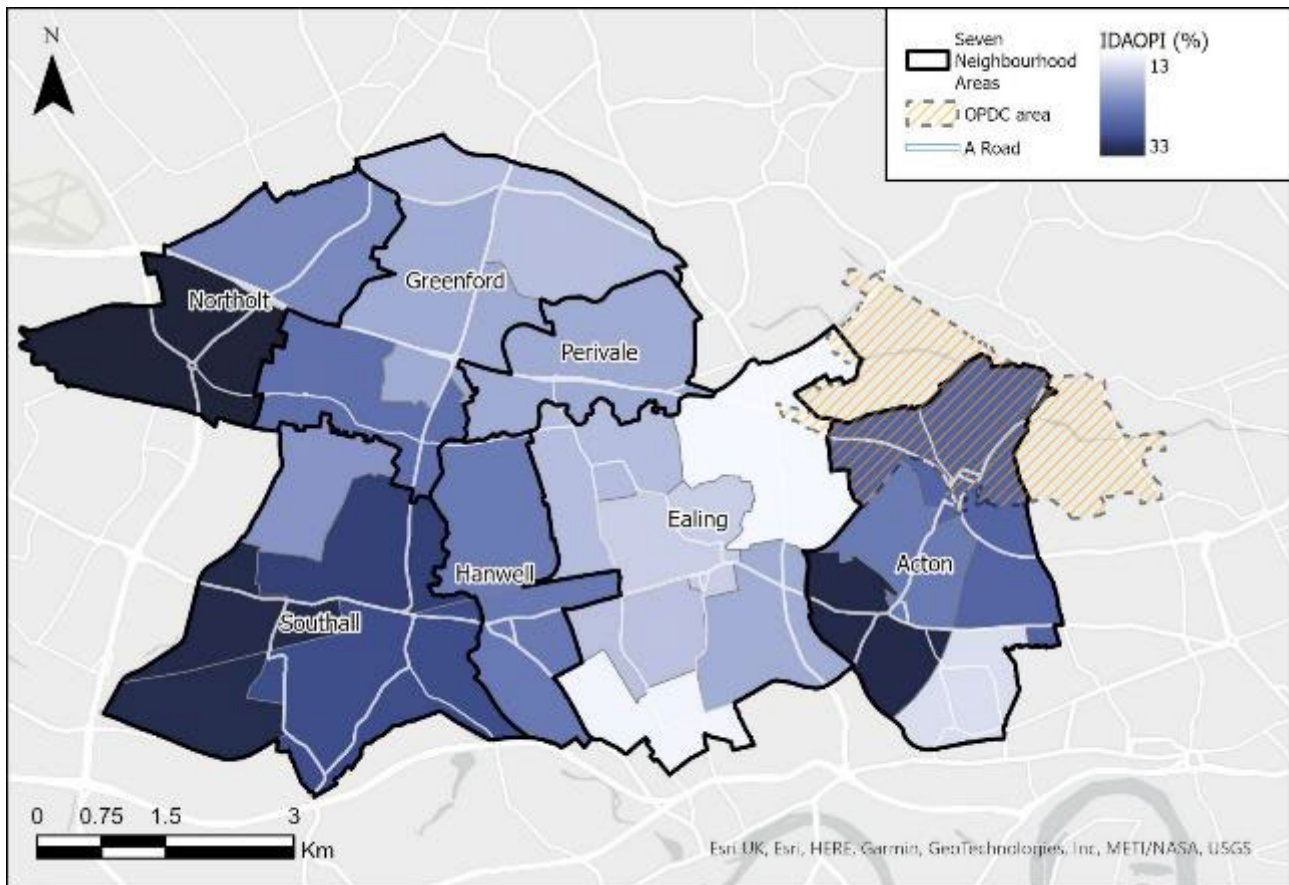 N
Seven
Neighbourhood
Areas
OPDC area
A Road
IDAOPI (%)
13
33
Northolt
Greenford
Perivale
Ealing
Hanwell
Acton
Southall
0 0.75 1.5 3
Km
Esri UK, Esri, HERE, Garmin, GeoTechnologies, Inc, METI/NASA, USGS